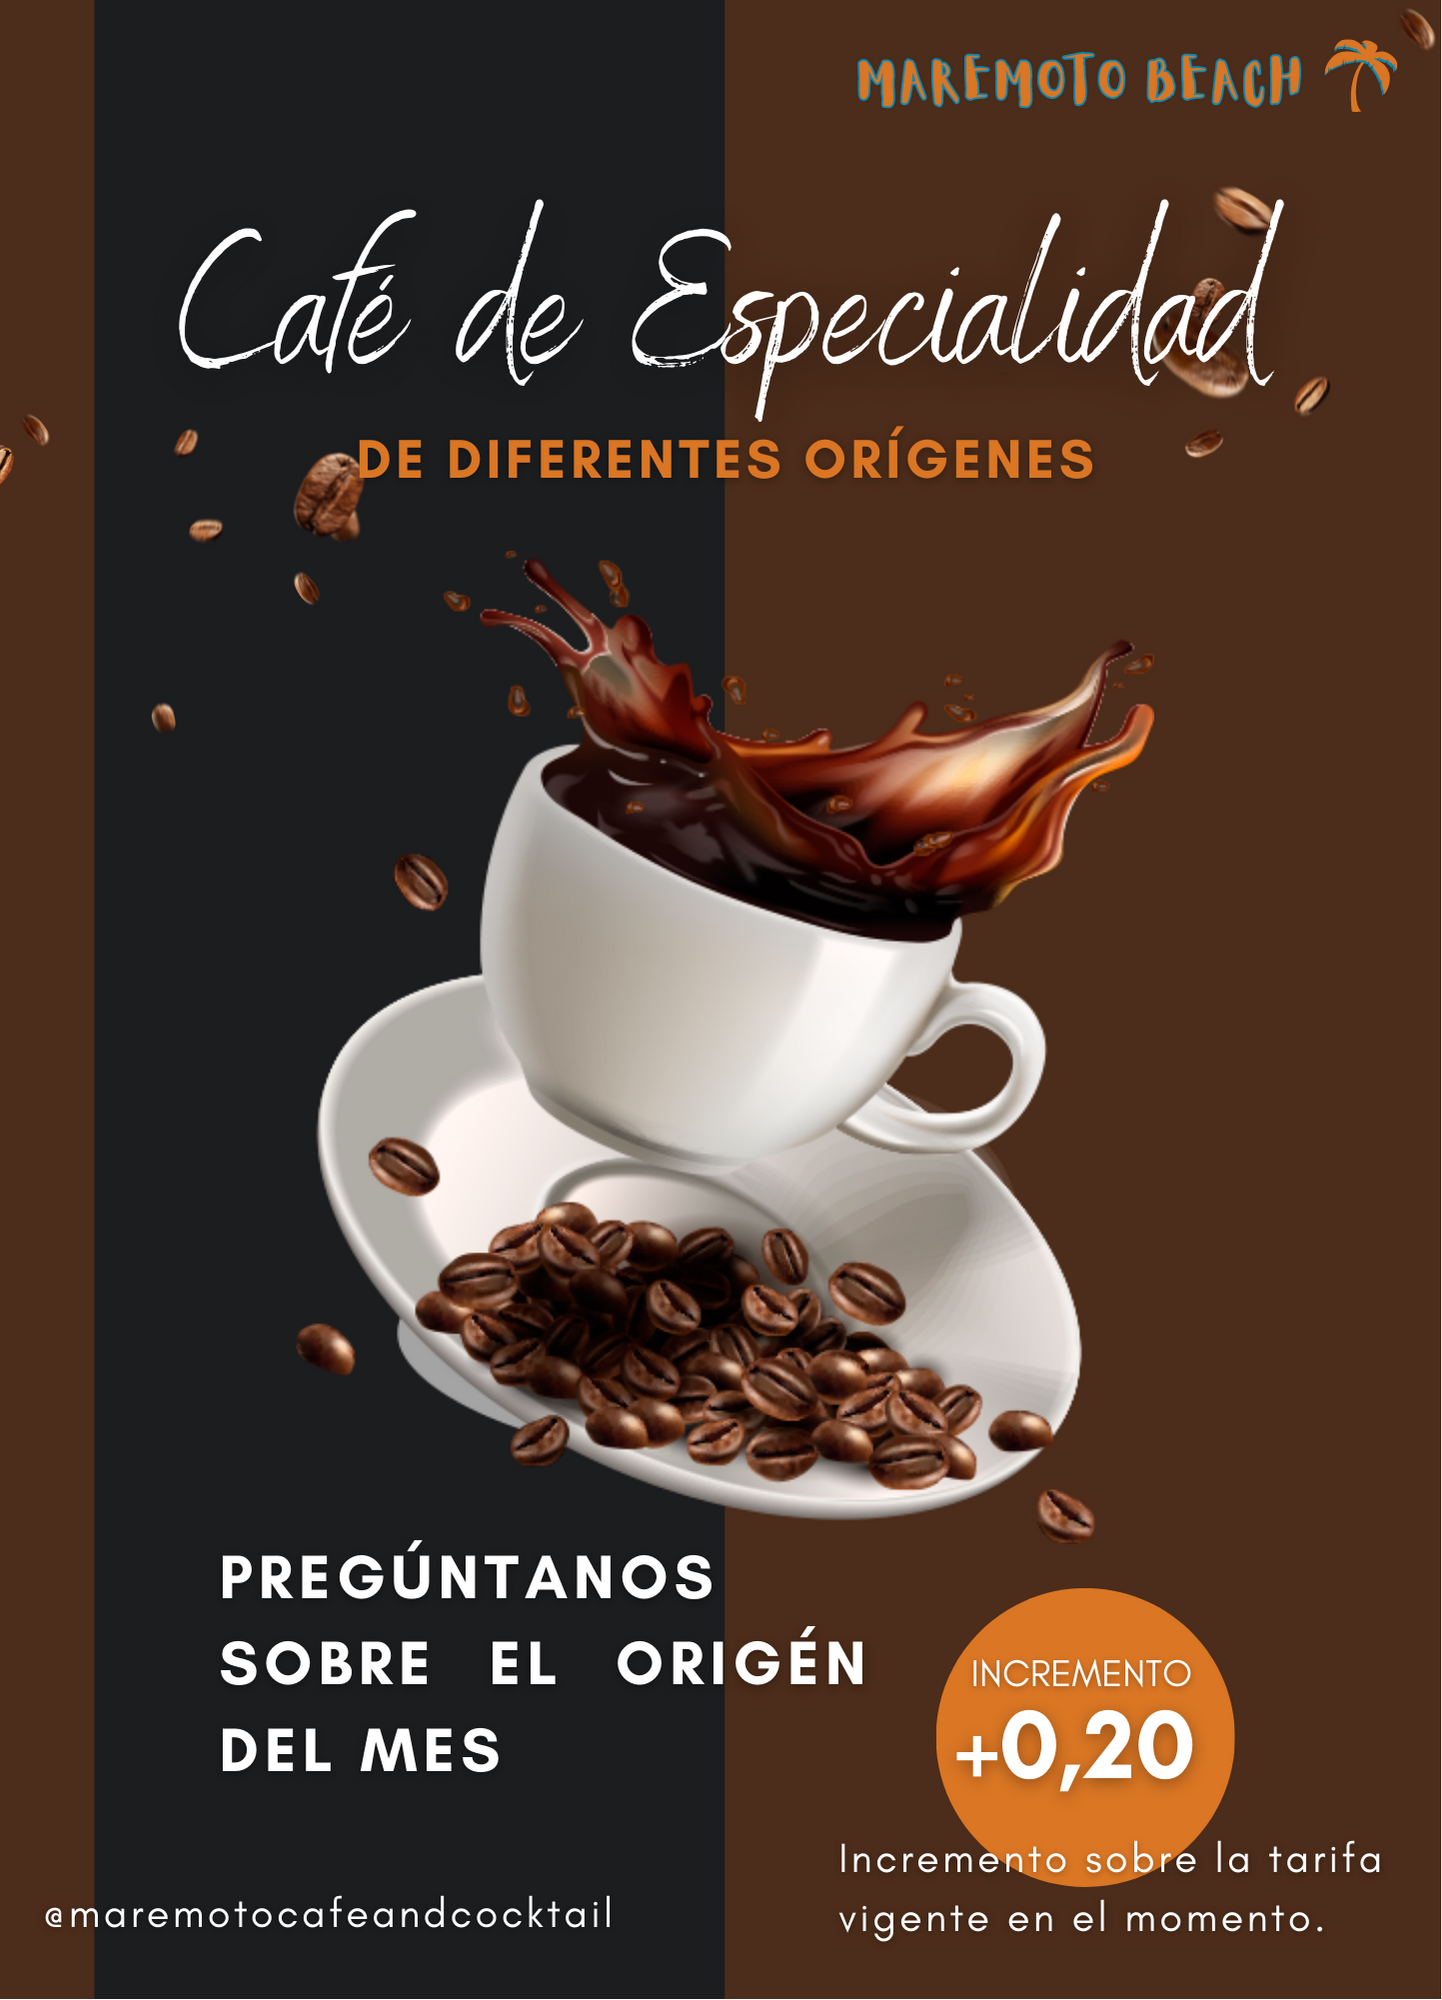 MAREMOTO BEACH
Café de Especialidad
DE DIFERENTES ORÍGENES
PREGÚNTANOS
SOBRE EL ORIGÉN
DEL MES
INCREMENTO
+0,20
Incremento sobre la tarifa
vigente en el momento.
@maremotocafeandcocktail